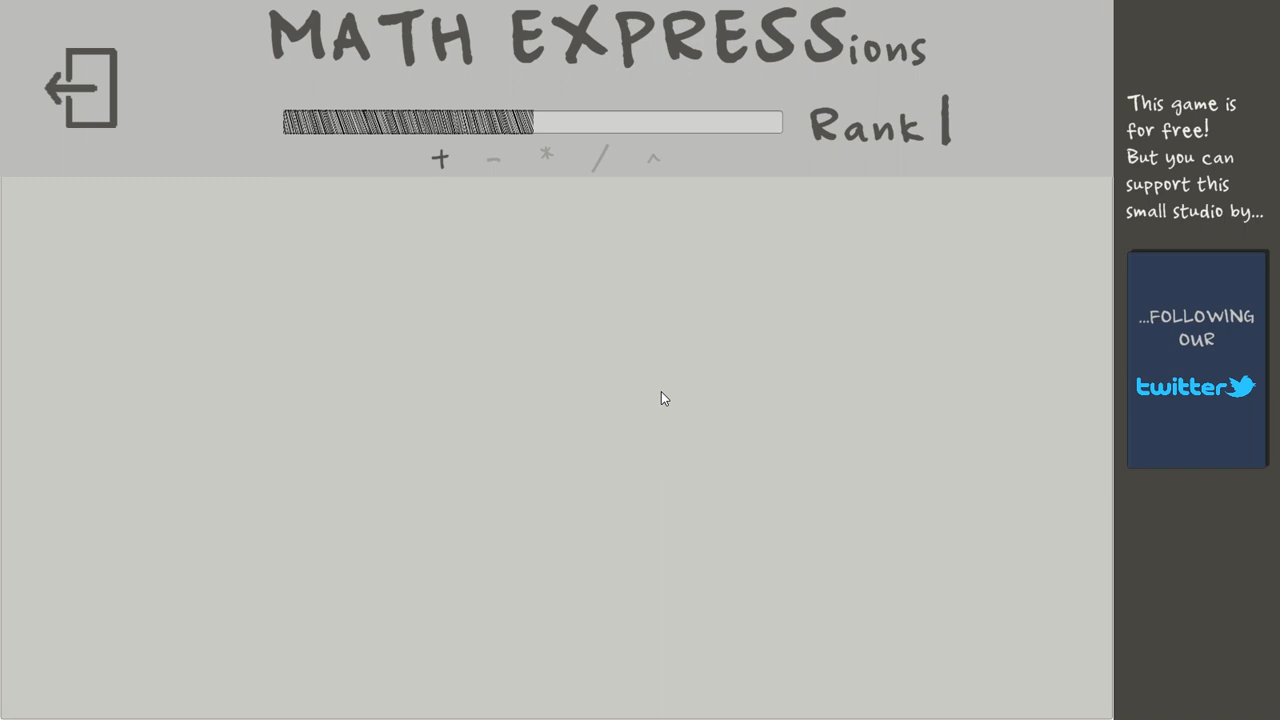 MATH EXPRESSions
Rank 1
+ - * / ^
This game is
for free!
But you can
support this
small studio by...
...FOLLOWING
OUR
twitter